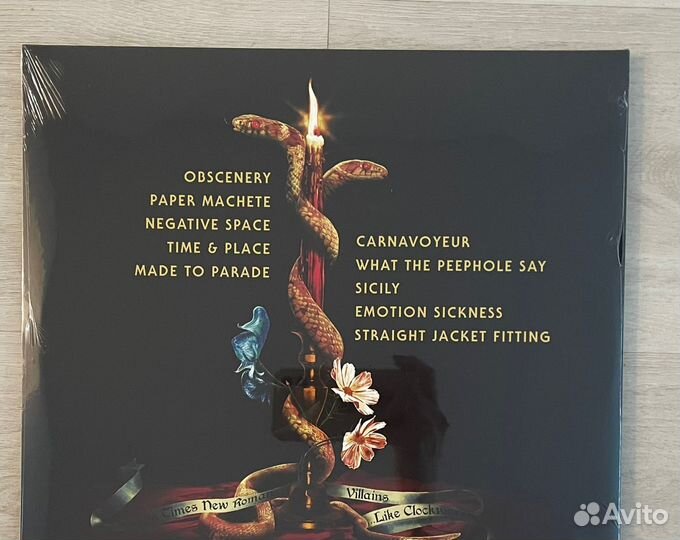 OBSCENERY
PAPER MACHETE
NEGATIVE SPACE
TIME & PLACE
MADE TO PARADE
CARNAVOYEUR
WHAT THE PEEPHOLE SAY
SICILY
EMOTION SICKNESS
STRAIGHT JACKET FITTING
Times New Roman
Villains
...Like Clockwork
Avito